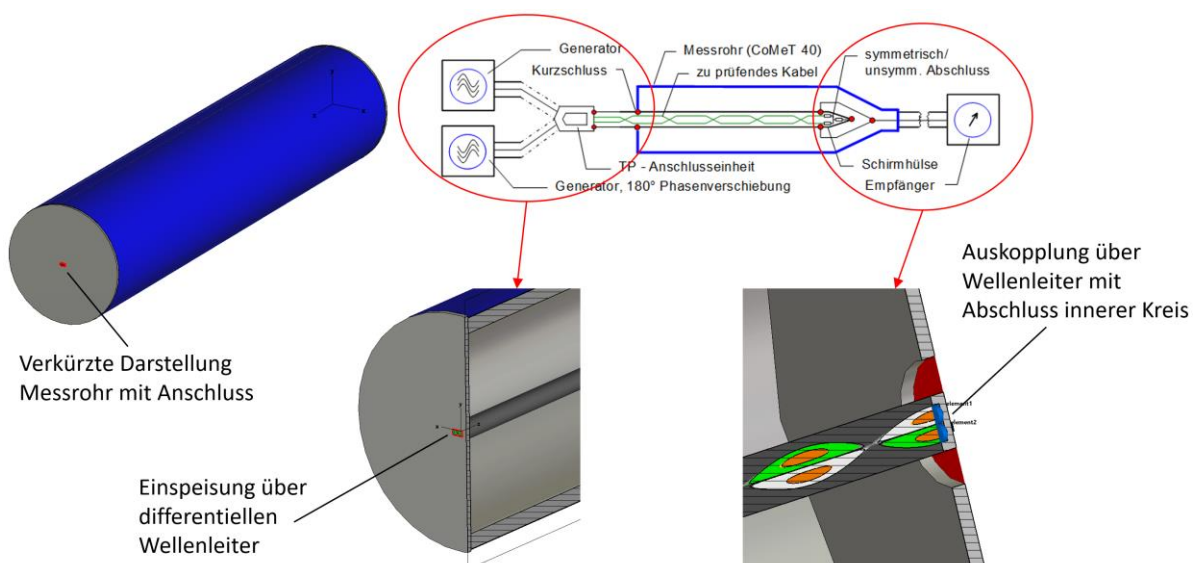 Generator
Kurzschluss
Messrohr (CoMeT 40)
zu prüfendes Kabel
symmetrisch/
unsymm. Abschluss
TP - Anschlusseinheit
Generator, 180° Phasenverschiebung
Schirmhülse
Empfänger
Verkürzte Darstellung
Messrohr mit Anschluss
Einspeisung über
differentiellen
Wellenleiter
Auskopplung über
Wellenleiter mit
Abschluss innerer Kreis
element1
element2